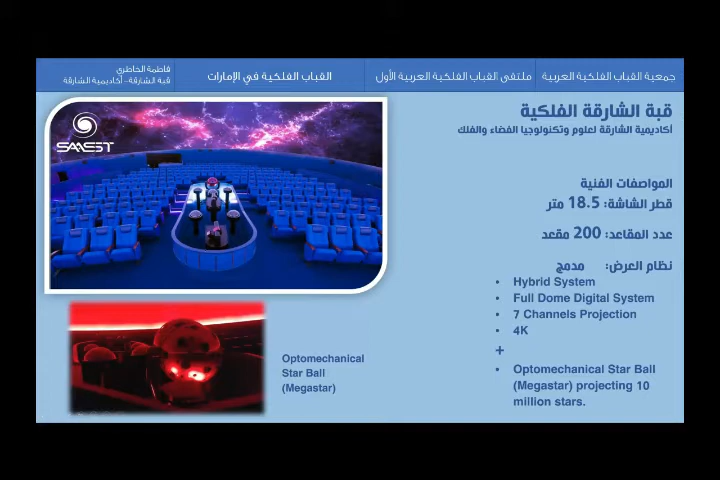 جمعية القباب الفلكية العربية
ملتقى القباب الفلكية العربية الأول
القباب الفلكية في الإمارات
فاطمة الخاطري
قبة الشارقة- أكاديمية الشارقة
قبة الشارقة الفلكية
أكاديمية الشارقة لعلوم وتكنولوجيا الفضاء والفلك
SAASST
المواصفات الفنية
قطر الشاشة: 18.5 متر
عدد المقاعد: 200 مقعد
نظام العرض: مدمج
• Hybrid System
• Full Dome Digital System
• 7 Channels Projection
• 4K
+
• Optomechanical Star Ball
(Megastar) projecting 10
million stars.
Optomechanical
Star Ball
(Megastar)